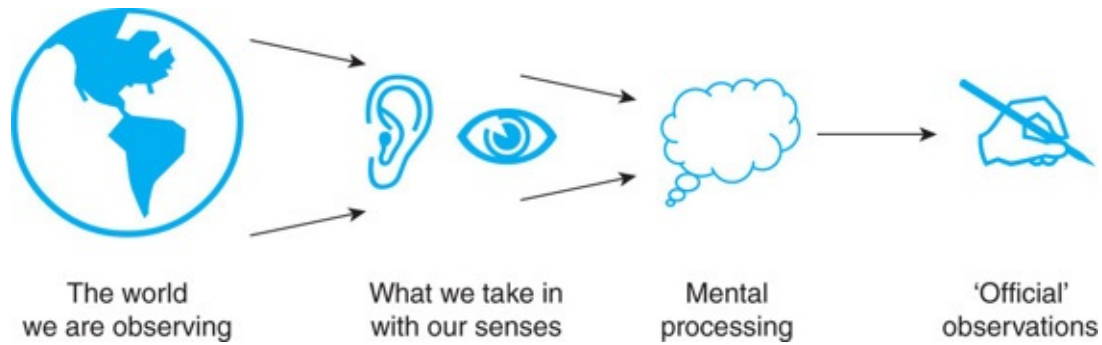 The world
we are observing
What we take in
with our senses
Mental
processing
‘Official’
observations